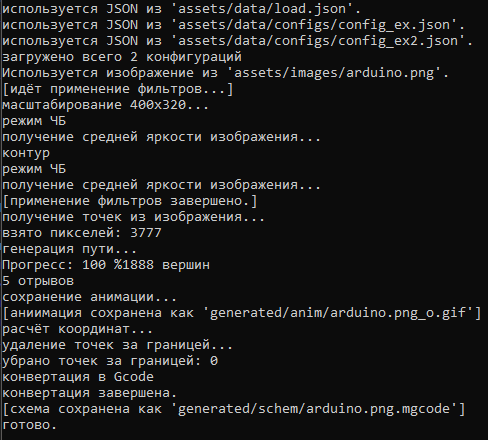 используется JSON из 'assets/data/load.json'.
используется JSON из 'assets/data/configs/config_ex.json'.
используется JSON из 'assets/data/configs/config_ex2.json'.
загружено всего 2 конфигураций
Используется изображение из 'assets/images/arduino.png'.
[идёт применение фильтров...]
масштабирование 400x320...
режим ЧБ
получение средней яркости изображения...
контур
режим ЧБ
получение средней яркости изображения...
[применение фильтров завершено.]
получение точек из изображения...
взято пикселей: 3777
генерация пути...
Прогресс: 100 %1888 вершин
5 отрывов
сохранение анимации...
[аниимация сохранена как 'generated/anim/arduino.png_o.gif']
расчёт координат...
удаление точек за границей...
убрано точек за границей: 0
конвертация в Gcode
конвертация завершена.
[схема сохранена как 'generated/schem/arduino.png.mgcode']
готово.